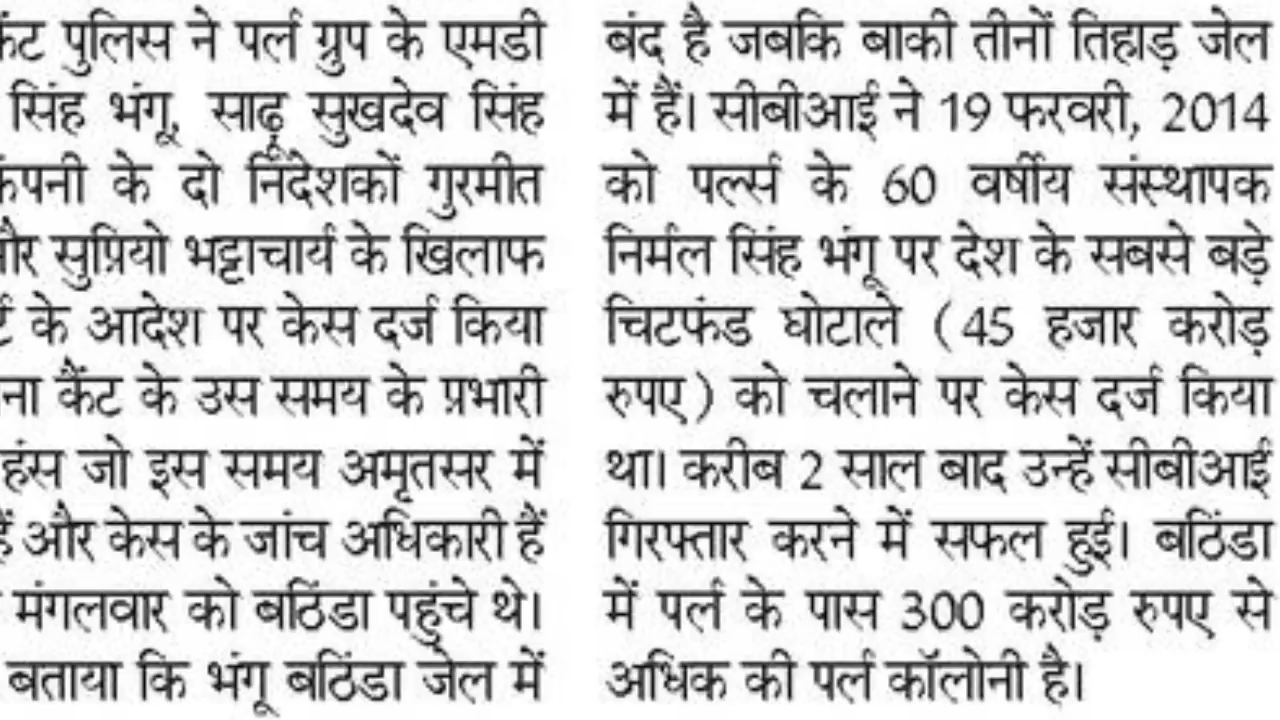 पुलिस ने पर्ल ग्रुप के एमडी
सिंह भंगू, साढ़ू सुखदेव सिंह
के दो निदेशकों गुरमीत
सुप्रियो भट्टाचार्य के खिलाफ
के आदेश पर केस दर्ज किया
कैंट के उस समय के प्रभारी
हंस जो इस समय अमृतसर में
और केस के जांच अधिकारी हैं
मंगलवार को बठिंडा पहुंचे थे।
बताया कि भंगू बठिंडा जेल में
बंद है जबकि बाकी तीनों तिहाड़ जेल
में हैं। सीबीआई ने 19 फरवरी, 2014
को पर्ल्स के 60 वर्षीय संस्थापक
निर्मल सिंह भंगू पर देश के सबसे बड़े
चिटफंड घोटाले (45 हजार करोड़
रुपए) को चलाने पर केस दर्ज किया
था। करीब 2 साल बाद उन्हें सीबीआई
गिरफ्तार करने में सफल हुई। बठिंडा
में पर्ल के पास 300 करोड़ रुपए से
अधिक की पर्ल कॉलोनी है।